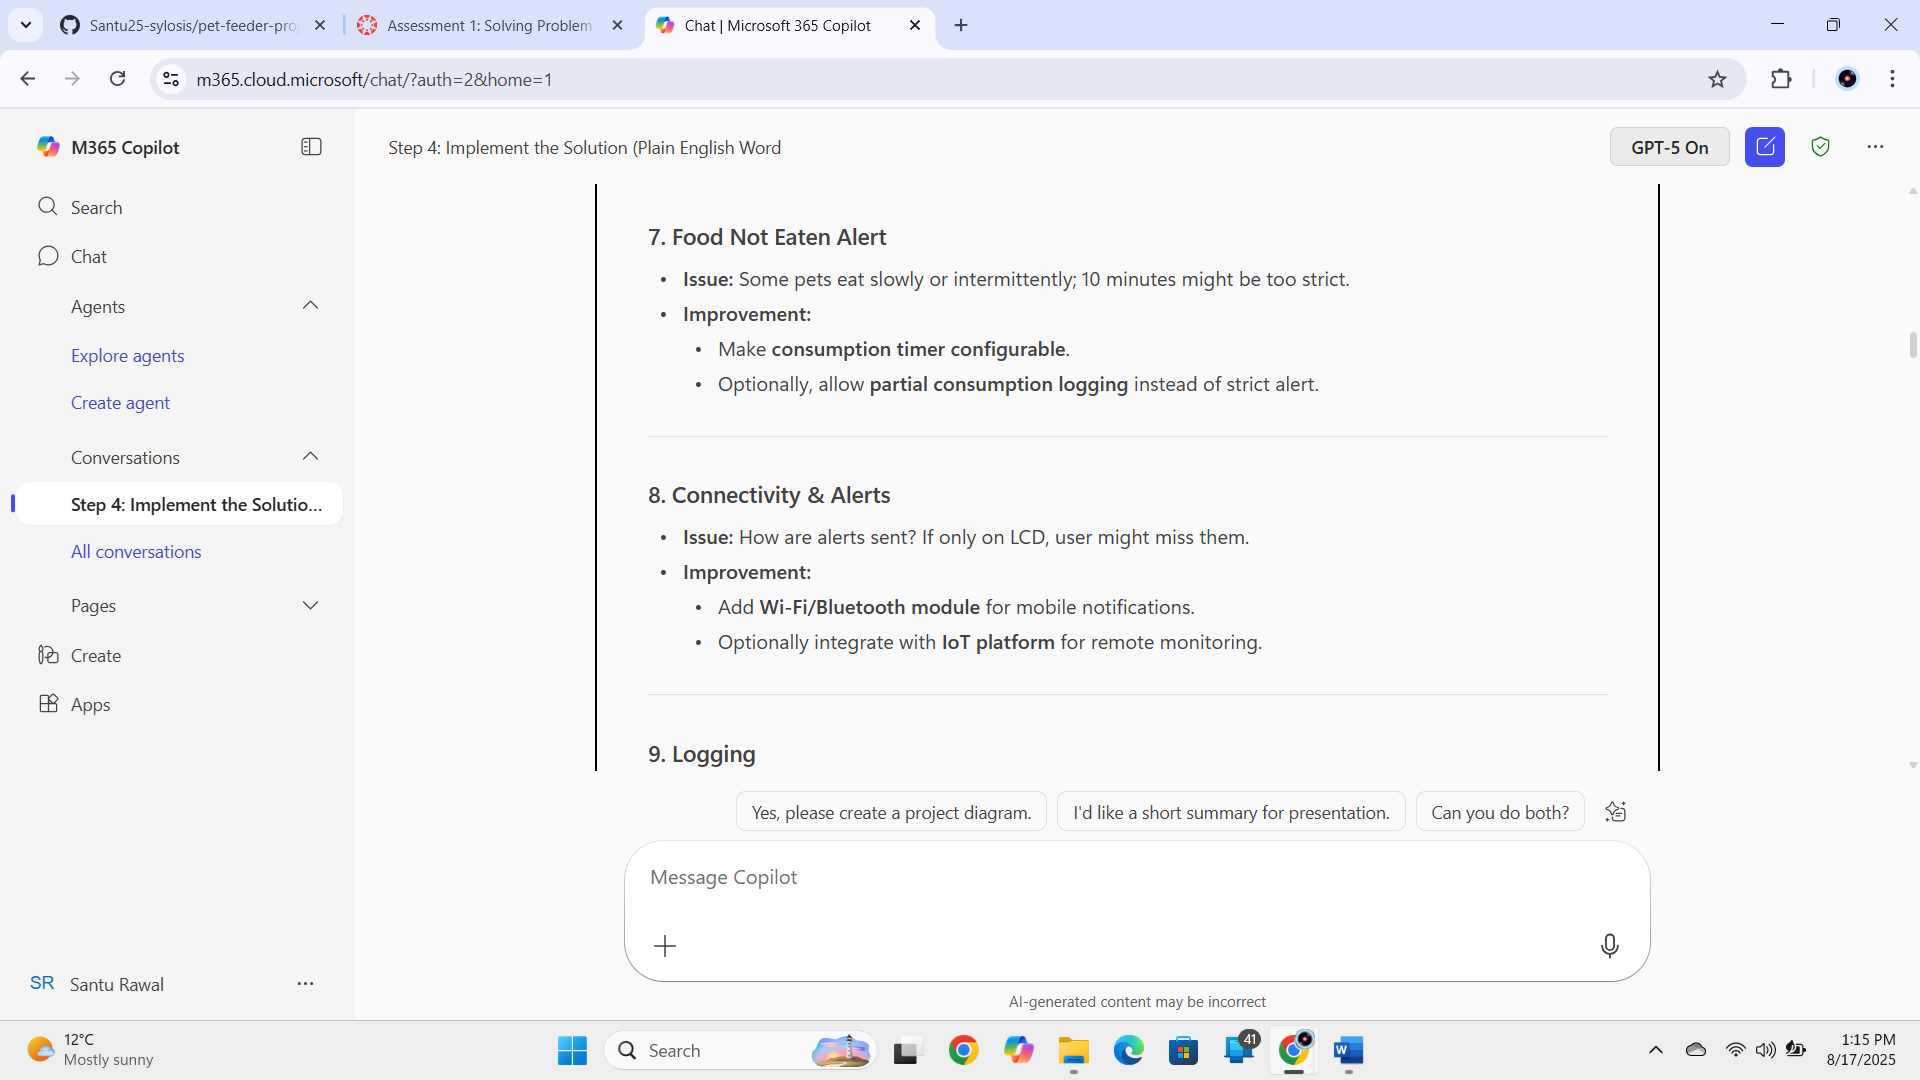 Santu25-sylosis/pet-feeder-pro
Assessment 1: Solving Problem
Chat | Microsoft 365 Copilot
m365.cloud.microsoft/chat/?auth=2&home=1
M365 Copilot
Search
Chat
Agents
Explore agents
Create agent
Conversations
Step 4: Implement the Solutio...
All conversations
Pages
Create
Apps
SR Santu Rawal
Step 4: Implement the Solution (Plain English Word
GPT-5 On
7. Food Not Eaten Alert
• Issue: Some pets eat slowly or intermittently; 10 minutes might be too strict.
• Improvement:
• Make consumption timer configurable.
• Optionally, allow partial consumption logging instead of strict alert.
8. Connectivity & Alerts
• Issue: How are alerts sent? If only on LCD, user might miss them.
• Improvement:
• Add Wi-Fi/Bluetooth module for mobile notifications.
• Optionally integrate with IoT platform for remote monitoring.
9. Logging
Yes, please create a project diagram.
I'd like a short summary for presentation.
Can you do both?
Message Copilot
AI-generated content may be incorrect
12°C
Mostly sunny
Search
41
1:15 PM
8/17/2025